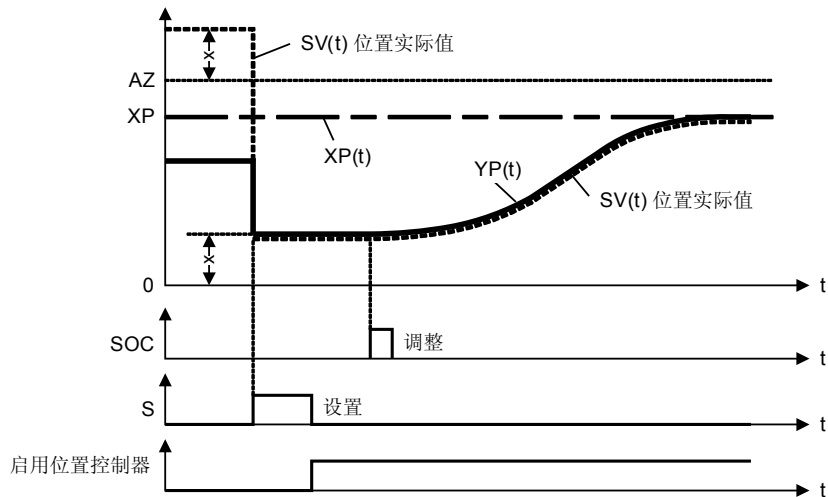 SV(t) 位置实际值
x
AZ
XP
XP(t)
YP(t)
SV(t) 位置实际值
x
0
t
SOC
调整
t
S
设置
t
启用位置控制器
t